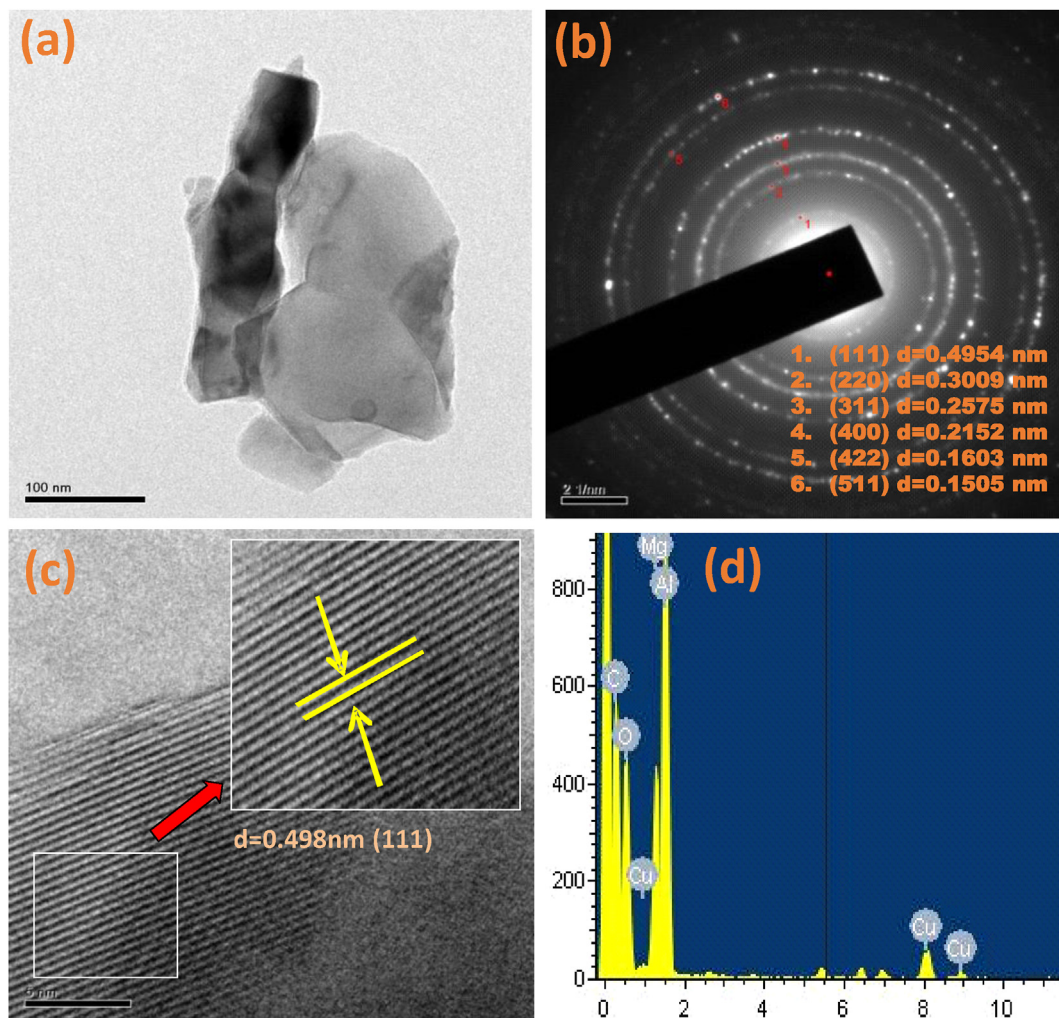 (a)
100 nm
(b)
6
5
4
3
2
1
1. (111) d=0.4954 nm
2. (220) d=0.3009 nm
3. (311) d=0.2575 nm
4. (400) d=0.2152 nm
5. (422) d=0.1603 nm
6. (511) d=0.1505 nm
2 1/nm
(c)
d=0.498nm (111)
5 nm
(d)
Mg
Al
C
O
Cu
Cu
Cu
800
600
400
200
0
0 2 4 6 8 10